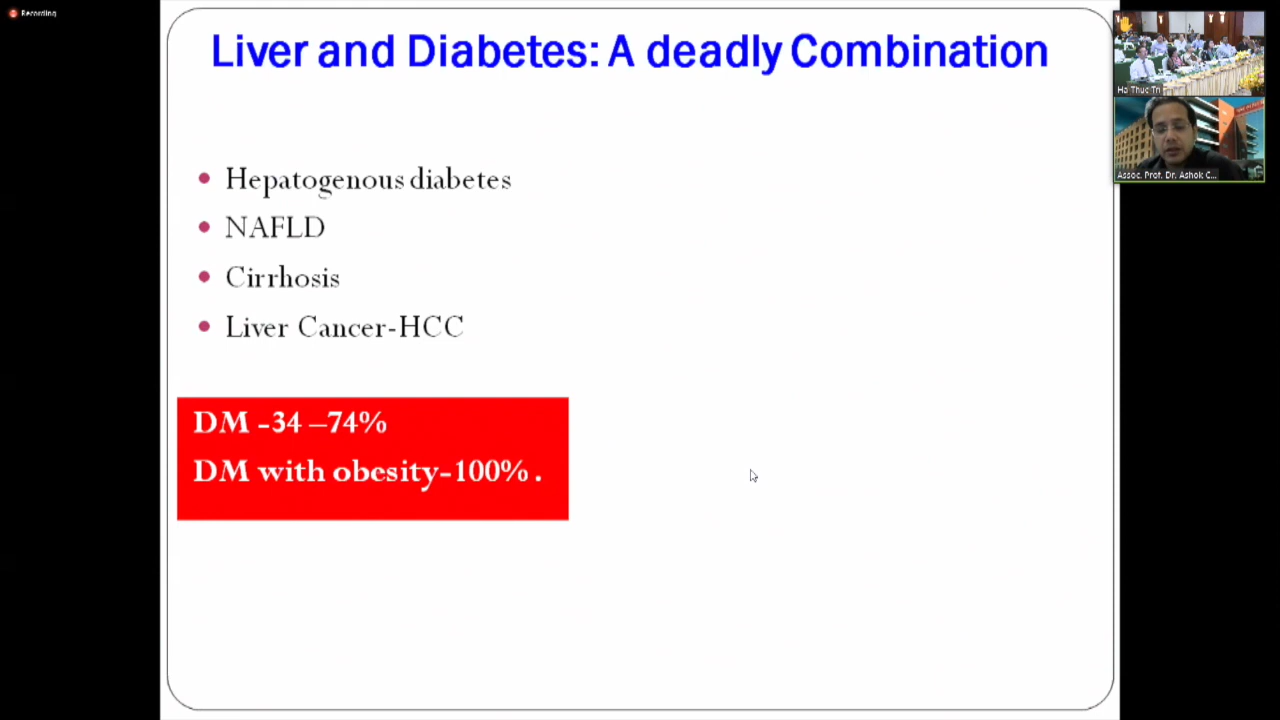 Recording
Liver and Diabetes: A deadly Combination
Ha Thuc Tri
Assoc. Prof. Dr. Ashok C...
• Hepatogenous diabetes
• NAFLD
• Cirrhosis
• Liver Cancer-HCC
DM -34 –74%
DM with obesity-100% .